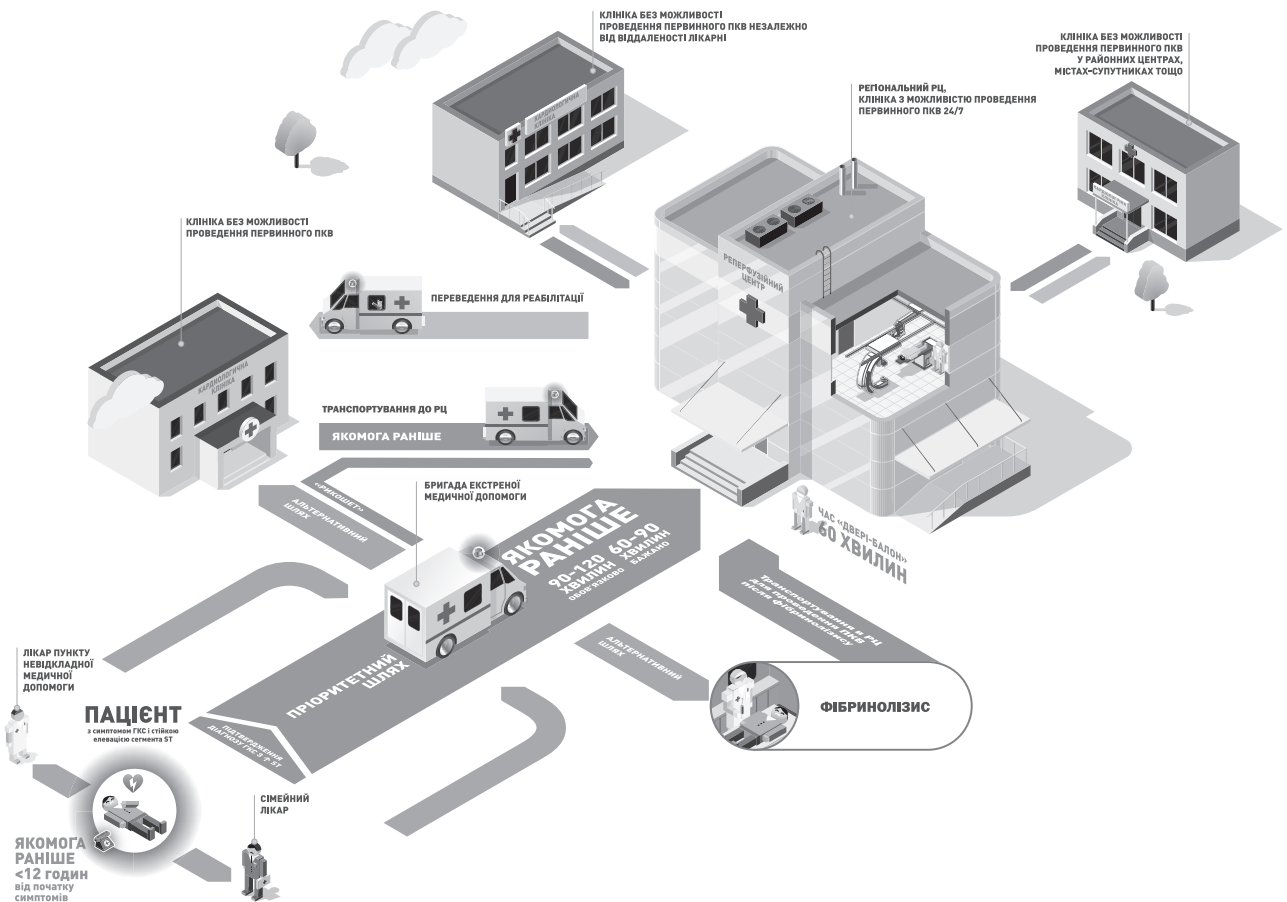 КЛІНІКА БЕЗ МОЖЛИВОСТІ
ПРОВЕДЕННЯ ПЕРВИННОГО ПКВ НЕЗАЛЕЖНО
ВІД ВІДДАЛЕНОСТІ ЛІКАРНІ
КЛІНІКА БЕЗ МОЖЛИВОСТІ
ПРОВЕДЕННЯ ПЕРВИННОГО ПКВ
У РАЙОННИХ ЦЕНТРАХ,
МІСТАХ-СУПУТНИКАХ ТОЩО
РЕГІОНАЛЬНИЙ РЦ,
КЛІНІКА З МОЖЛИВІСТЮ ПРОВЕДЕННЯ
ПЕРВИННОГО ПКВ 24/7
КАРДИОЛОГИЧНА
КЛІНІКА
КЛІНІКА БЕЗ МОЖЛИВОСТІ
ПРОВЕДЕННЯ ПЕРВИННОГО ПКВ
РЕПЕРФУЗІЙНИЙ
ЦЕНТР
ПЕРЕВЕДЕННЯ ДЛЯ РЕАБІЛІТАЦІЇ
КАРДИОЛОГИЧНА
КЛІНІКА
ТРАНСПОРТУВАННЯ ДО РЦ
ЯКОМОГА РАНІШЕ
«РИКОШЕТ»
АЛЬТЕРНАТИВНИЙ
ШЛЯХ
БРИГАДА ЕКСТРЕНОЇ
МЕДИЧНОЇ ДОПОМОГИ
ЯКОМОГА
РАНІШЕ
90-120
ХВИЛИН
ОБОВ'ЯЗКОВО
60-90
ХВИЛИН
БАЖАНО
ЧАС «ДВЕРІ-БАЛОН»
60 ХВИЛИН
Транспортування в РЦ
для проведення ПКВ
після фібринолізису
АЛЬТЕРНАТИВНИЙ
ШЛЯХ
ФІБРИНОЛІЗИС
ПРІОРИТЕТНИЙ
ШЛЯХ
ПІДТВЕРДЖЕННЯ
ДІАГНОЗУ ГКС З ↑ ST
ЛІКАР ПУНКТУ
НЕВІДКЛАДНОЇ
МЕДИЧНОЇ
ДОПОМОГИ
ПАЦІЄНТ
з симптомом ГКС і стійкою
елевацією сегмента ST
СІМЕЙНИЙ
ЛІКАР
ЯКОМОГА
РАНІШЕ
<12 годин
від початку
симптомів